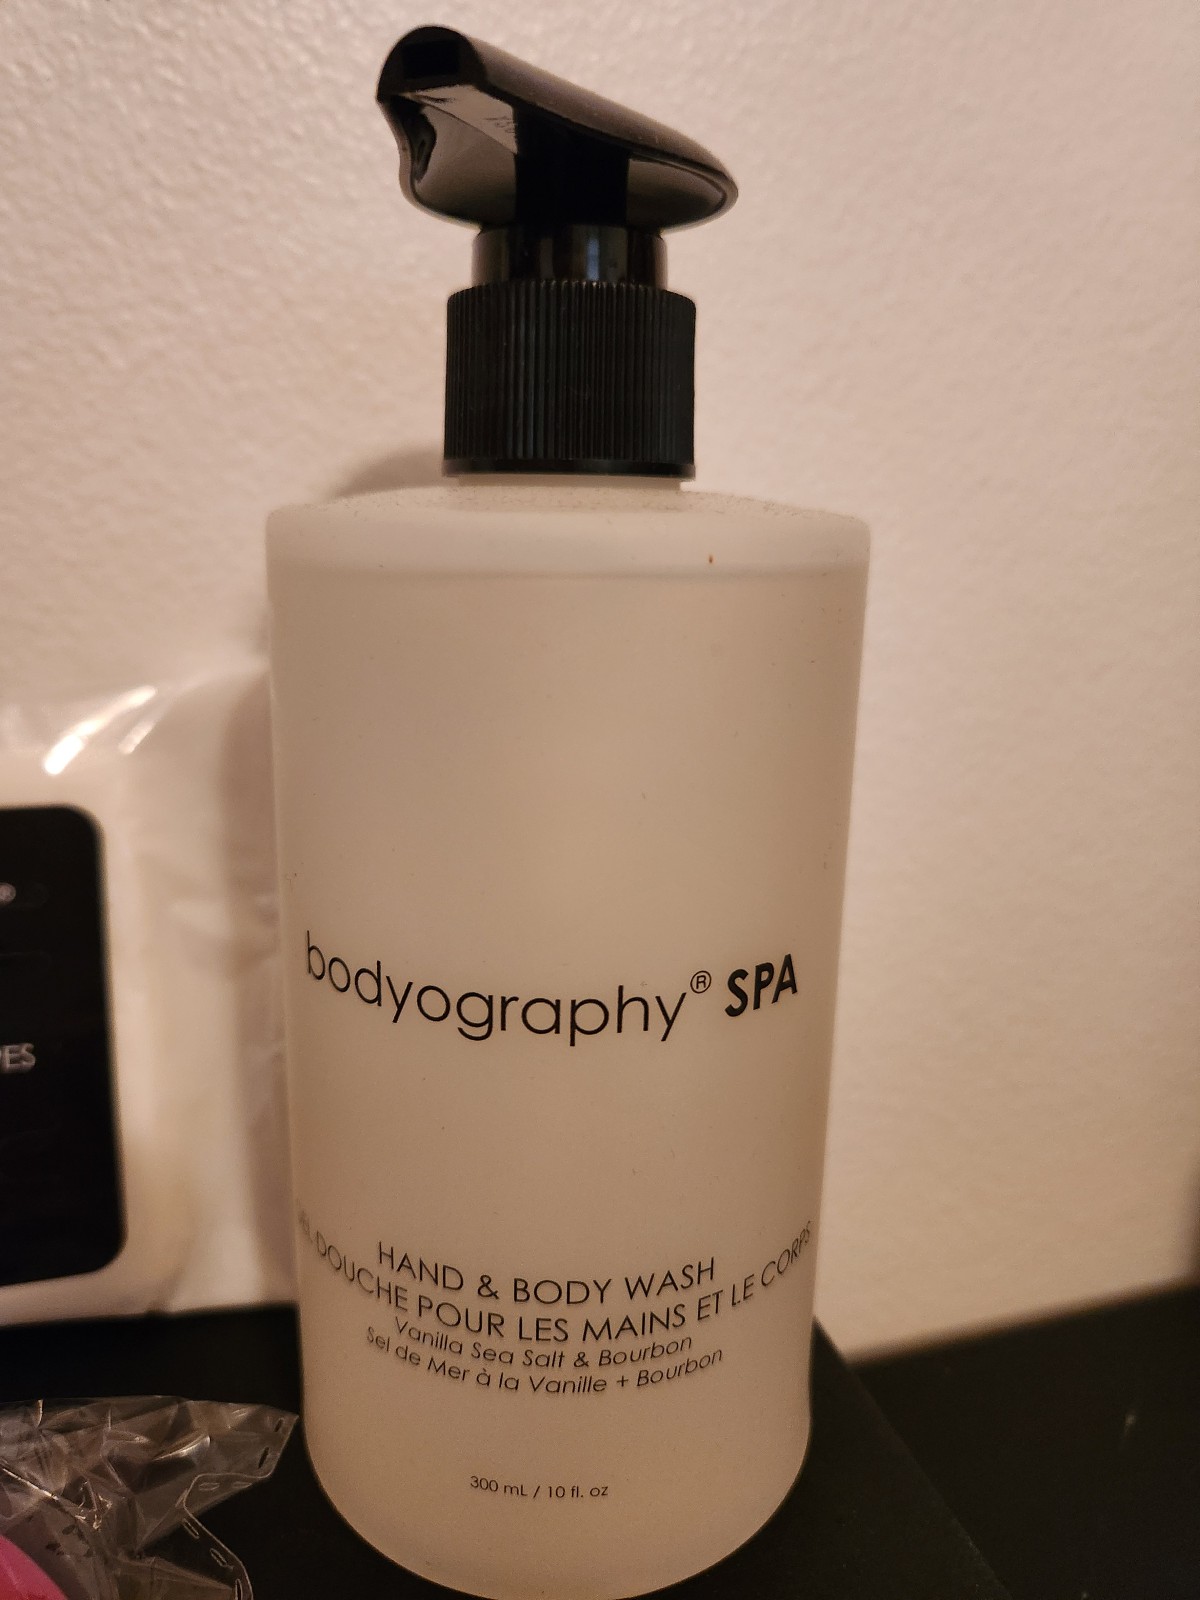 bodyography® SPA
HAND & BODY WASH
DOUCHE POUR LES MAINS ET LE CORPS
Vanilla Sea Salt & Bourbon
Sel de Mer à la Vanille + Bourbon
300 mL / 10 fl. oz